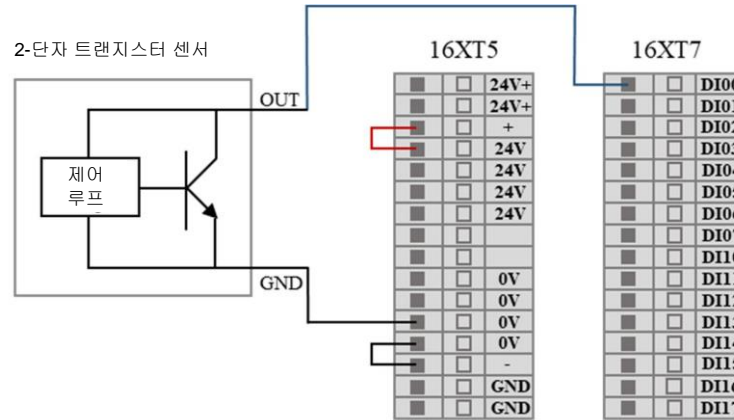 2-단자 트랜지스터 센서
OUT
제어
루프
GND
16XT5
24V+
24V+
+
24V
24V
24V
24V
0V
0V
0V
0V
-
GND
GND
16XT7
DI00
DI01
DI02
DI03
DI04
DI05
DI06
DI07
DI10
DI11
DI12
DI13
DI14
DI15
DI16
DI17